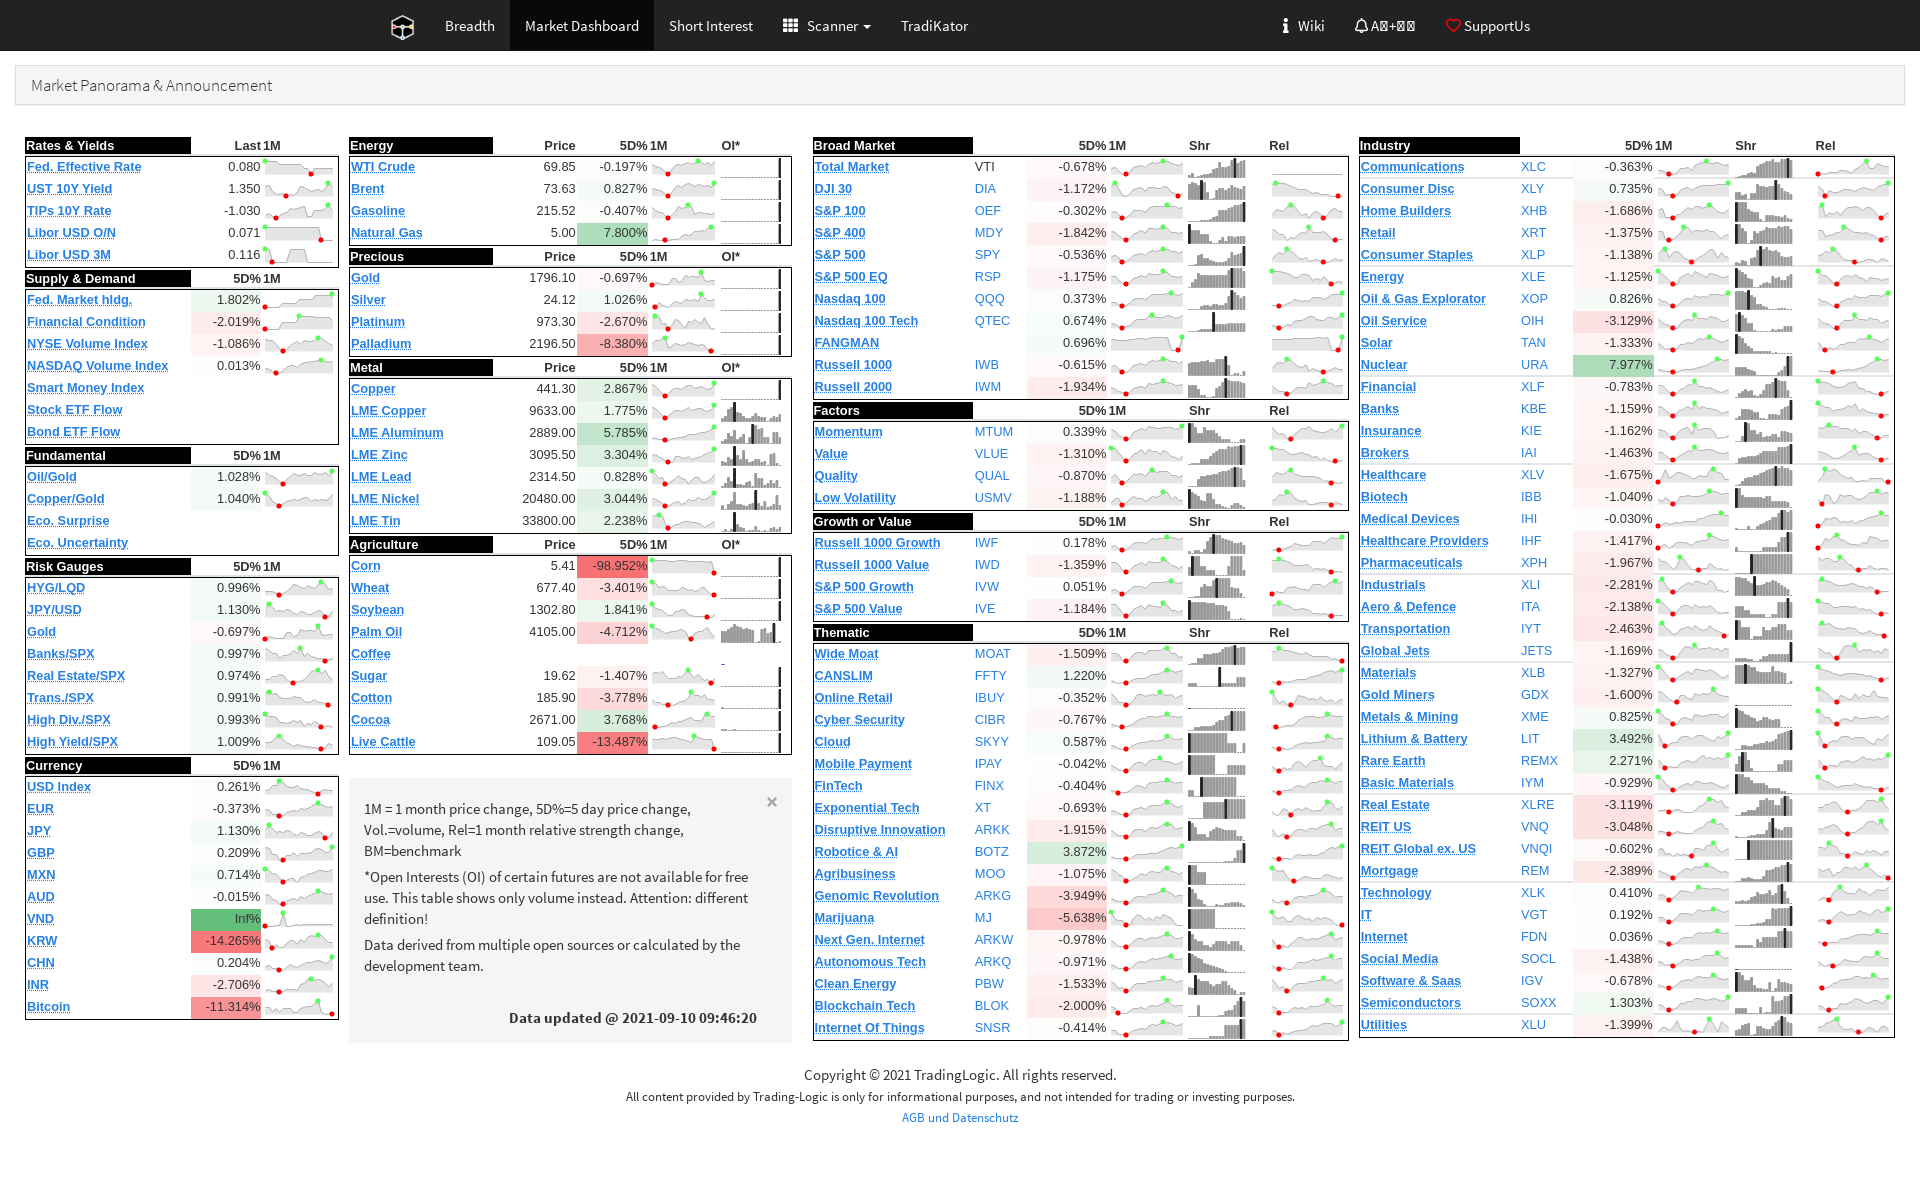 Breadth Market Dashboard Short Interest Scanner TradiKator Wiki SupportUs
Market Panorama & Announcement
Rates & Yields Last 1M
Fed. Effective Rate 0.080
UST 10Y Yield 1.350
TIPs 10Y Rate -1.030
Libor USD O/N 0.071
Libor USD 3M 0.116
Supply & Demand 5D% 1M
Fed. Market hldg. 1.802%
Financial Condition -2.019%
NYSE Volume Index -1.086%
NASDAQ Volume Index 0.013%
Smart Money Index
Stock ETF Flow
Bond ETF Flow
Fundamental 5D% 1M
Oil/Gold 1.028%
Copper/Gold 1.040%
Eco. Surprise
Eco. Uncertainty
Risk Gauges 5D% 1M
HYG/LQD 0.996%
JPY/USD 1.130%
Gold -0.697%
Banks/SPX 0.997%
Real Estate/SPX 0.974%
Trans./SPX 0.991%
High Div./SPX 0.993%
High Yield/SPX 1.009%
Currency 5D% 1M
USD Index 0.261%
EUR -0.373%
JPY 1.130%
GBP 0.209%
MXN 0.714%
AUD -0.015%
VND Inf%
KRW -14.265%
CHN 0.204%
INR -2.706%
Bitcoin -11.314%
Energy Price 5D% 1M OI*
WTI Crude 69.85 -0.197%
Brent 73.63 0.827%
Gasoline 215.52 -0.407%
Natural Gas 5.00 7.800%
Precious Price 5D% 1M OI*
Gold 1796.10 -0.697%
Silver 24.12 1.026%
Platinum 973.30 -2.670%
Palladium 2196.50 -8.380%
Metal Price 5D% 1M OI*
Copper 441.30 2.867%
LME Copper 9633.00 1.775%
LME Aluminum 2889.00 5.785%
LME Zinc 3095.50 3.304%
LME Lead 2314.50 0.828%
LME Nickel 20480.00 3.044%
LME Tin 33800.00 2.238%
Agriculture Price 5D% 1M OI*
Corn 5.41 -98.952%
Wheat 677.40 -3.401%
Soybean 1302.80 1.841%
Palm Oil 4105.00 -4.712%
Coffee -
Sugar 19.62 -1.407%
Cotton 185.90 -3.778%
Cocoa 2671.00 3.768%
Live Cattle 109.05 -13.487%
×
1M = 1 month price change, 5D%=5 day price change,
Vol.=volume, Rel=1 month relative strength change,
BM=benchmark
*Open Interests (OI) of certain futures are not available for free
use. This table shows only volume instead. Attention: different
definition!
Data derived from multiple open sources or calculated by the
development team.
Data updated @ 2021-09-10 09:46:20
Broad Market 5D% 1M Shr Rel
Total Market VTI -0.678%
DJI 30 DIA -1.172%
S&P 100 OEF -0.302%
S&P 400 MDY -1.842%
S&P 500 SPY -0.536%
S&P 500 EQ RSP -1.175%
Nasdaq 100 QQQ 0.373%
Nasdaq 100 Tech QTEC 0.674%
FANGMAN 0.696%
Russell 1000 IWB -0.615%
Russell 2000 IWM -1.934%
Factors 5D% 1M Shr Rel
Momentum MTUM 0.339%
Value VLUE -1.310%
Quality QUAL -0.870%
Low Volatility USMV -1.188%
Growth or Value 5D% 1M Shr Rel
Russell 1000 Growth IWF 0.178%
Russell 1000 Value IWD -1.359%
S&P 500 Growth IVW 0.051%
S&P 500 Value IVE -1.184%
Thematic 5D% 1M Shr Rel
Wide Moat MOAT -1.509%
CANSLIM FFTY 1.220%
Online Retail IBUY -0.352%
Cyber Security CIBR -0.767%
Cloud SKYY 0.587%
Mobile Payment IPAY -0.042%
FinTech FINX -0.404%
Exponential Tech XT -0.693%
Disruptive Innovation ARKK -1.915%
Robotice & AI BOTZ 3.872%
Agribusiness MOO -1.075%
Genomic Revolution ARKG -3.949%
Marijuana MJ -5.638%
Next Gen. Internet ARKW -0.978%
Autonomous Tech ARKQ -0.971%
Clean Energy PBW -1.533%
Blockchain Tech BLOK -2.000%
Internet Of Things SNSR -0.414%
Industry 5D% 1M Shr Rel
Communications XLC -0.363%
Consumer Disc XLY 0.735%
Home Builders XHB -1.686%
Retail XRT -1.375%
Consumer Staples XLP -1.138%
Energy XLE -1.125%
Oil & Gas Explorator XOP 0.826%
Oil Service OIH -3.129%
Solar TAN -1.333%
Nuclear URA 7.977%
Financial XLF -0.783%
Banks KBE -1.159%
Insurance KIE -1.162%
Brokers IAI -1.463%
Healthcare XLV -1.675%
Biotech IBB -1.040%
Medical Devices IHI -0.030%
Healthcare Providers IHF -1.417%
Pharmaceuticals XPH -1.967%
Industrials XLI -2.281%
Aero & Defence ITA -2.138%
Transportation IYT -2.463%
Global Jets JETS -1.169%
Materials XLB -1.327%
Gold Miners GDX -1.600%
Metals & Mining XME 0.825%
Lithium & Battery LIT 3.492%
Rare Earth REMX 2.271%
Basic Materials IYM -0.929%
Real Estate XLRE -3.119%
REIT US VNQ -3.048%
REIT Global ex. US VNQI -0.602%
Mortgage REM -2.389%
Technology XLK 0.410%
IT VGT 0.192%
Internet FDN 0.036%
Social Media SOCL -1.438%
Software & Saas IGV -0.678%
Semiconductors SOXX 1.303%
Utilities XLU -1.399%
Copyright © 2021 TradingLogic. All rights reserved.
All content provided by Trading-Logic is only for informational purposes, and not intended for trading or investing purposes.
AGB und Datenschutz